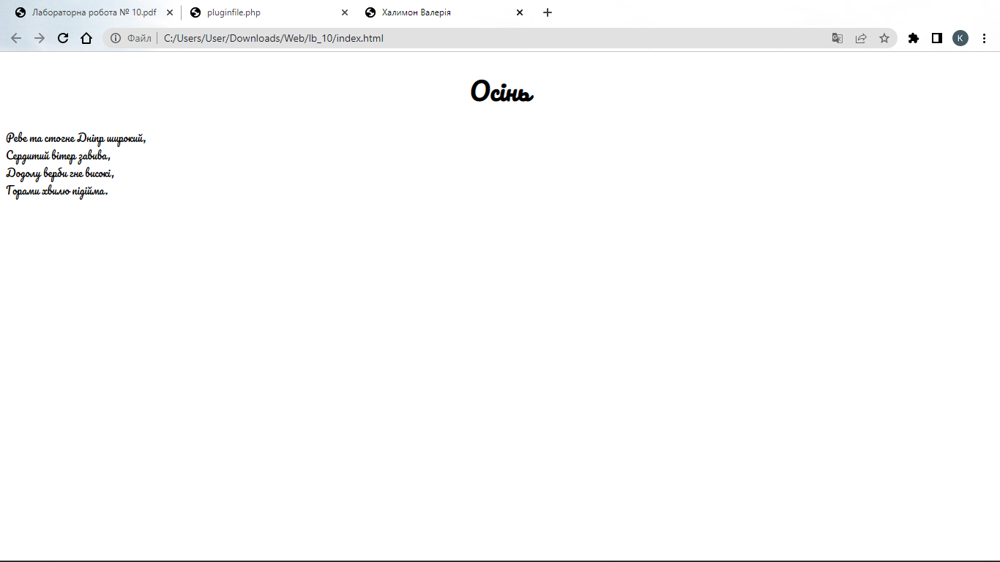 Лабораторна робота № 10.pdf
pluginfile.php
Халимон Валерія
Файл
C:/Users/User/Downloads/Web/lb_10/index.html
K
Осінь
Реве та стогне Дніпр широкий,
Сердитий вітер завива,
Додолу верби гне високі,
Горами хвилю підійма.